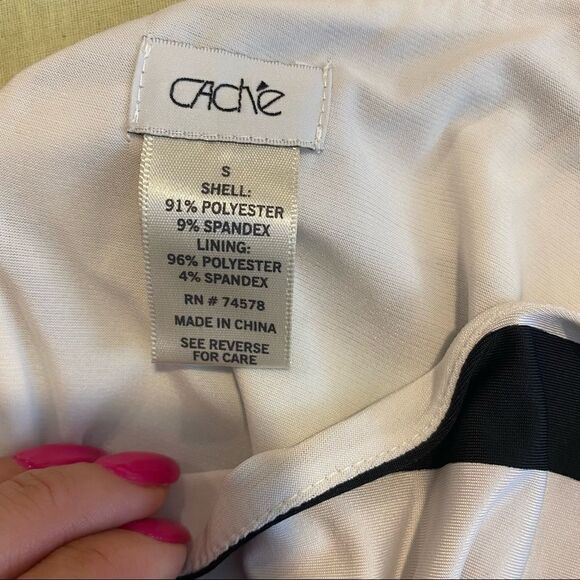 CAché
S
SHELL:
91% POLYESTER
9% SPANDEX
LINING:
96% POLYESTER
4% SPANDEX
RN # 74578
MADE IN CHINA
SEE REVERSE
FOR CARE